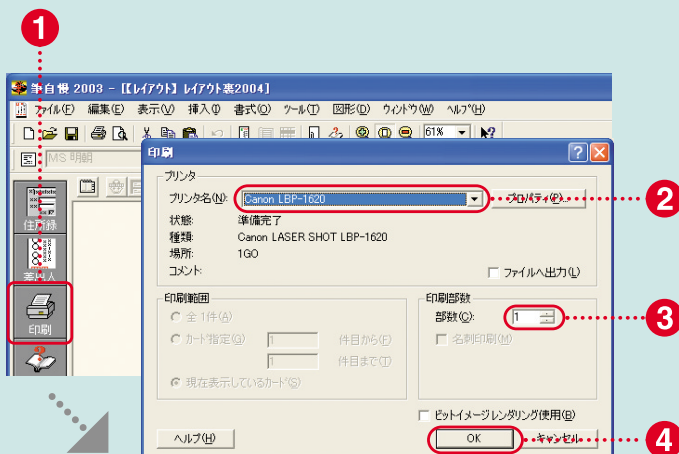 1
筆自慢 2003 - [【レイアウト】 レイアウト裏2004]
ファイル(F) 編集(E) 表示(V) 挿入(I) 書式(O) ツール(T) 図形(D) ウィンドウ(W) ヘルプ(H)
61%
MS 明朝
住所録
差出人
印刷
印刷
プリンタ
プリンタ名(N): Canon LBP-1620 プロパティ(P)... 2
状態: 準備完了
種類: Canon LASER SHOT LBP-1620
場所: 1GO
コメント: ファイルへ出力(L)
印刷範囲
全 1件(A)
カード指定(G) 1 件目から(F)
1 件目まで(T)
現在表示しているカード(S)
印刷部数
部数(C): 1 3
名刺印刷(M)
ビットイメージレンダリング使用(B)
ヘルプ(H) OK キャンセル 4